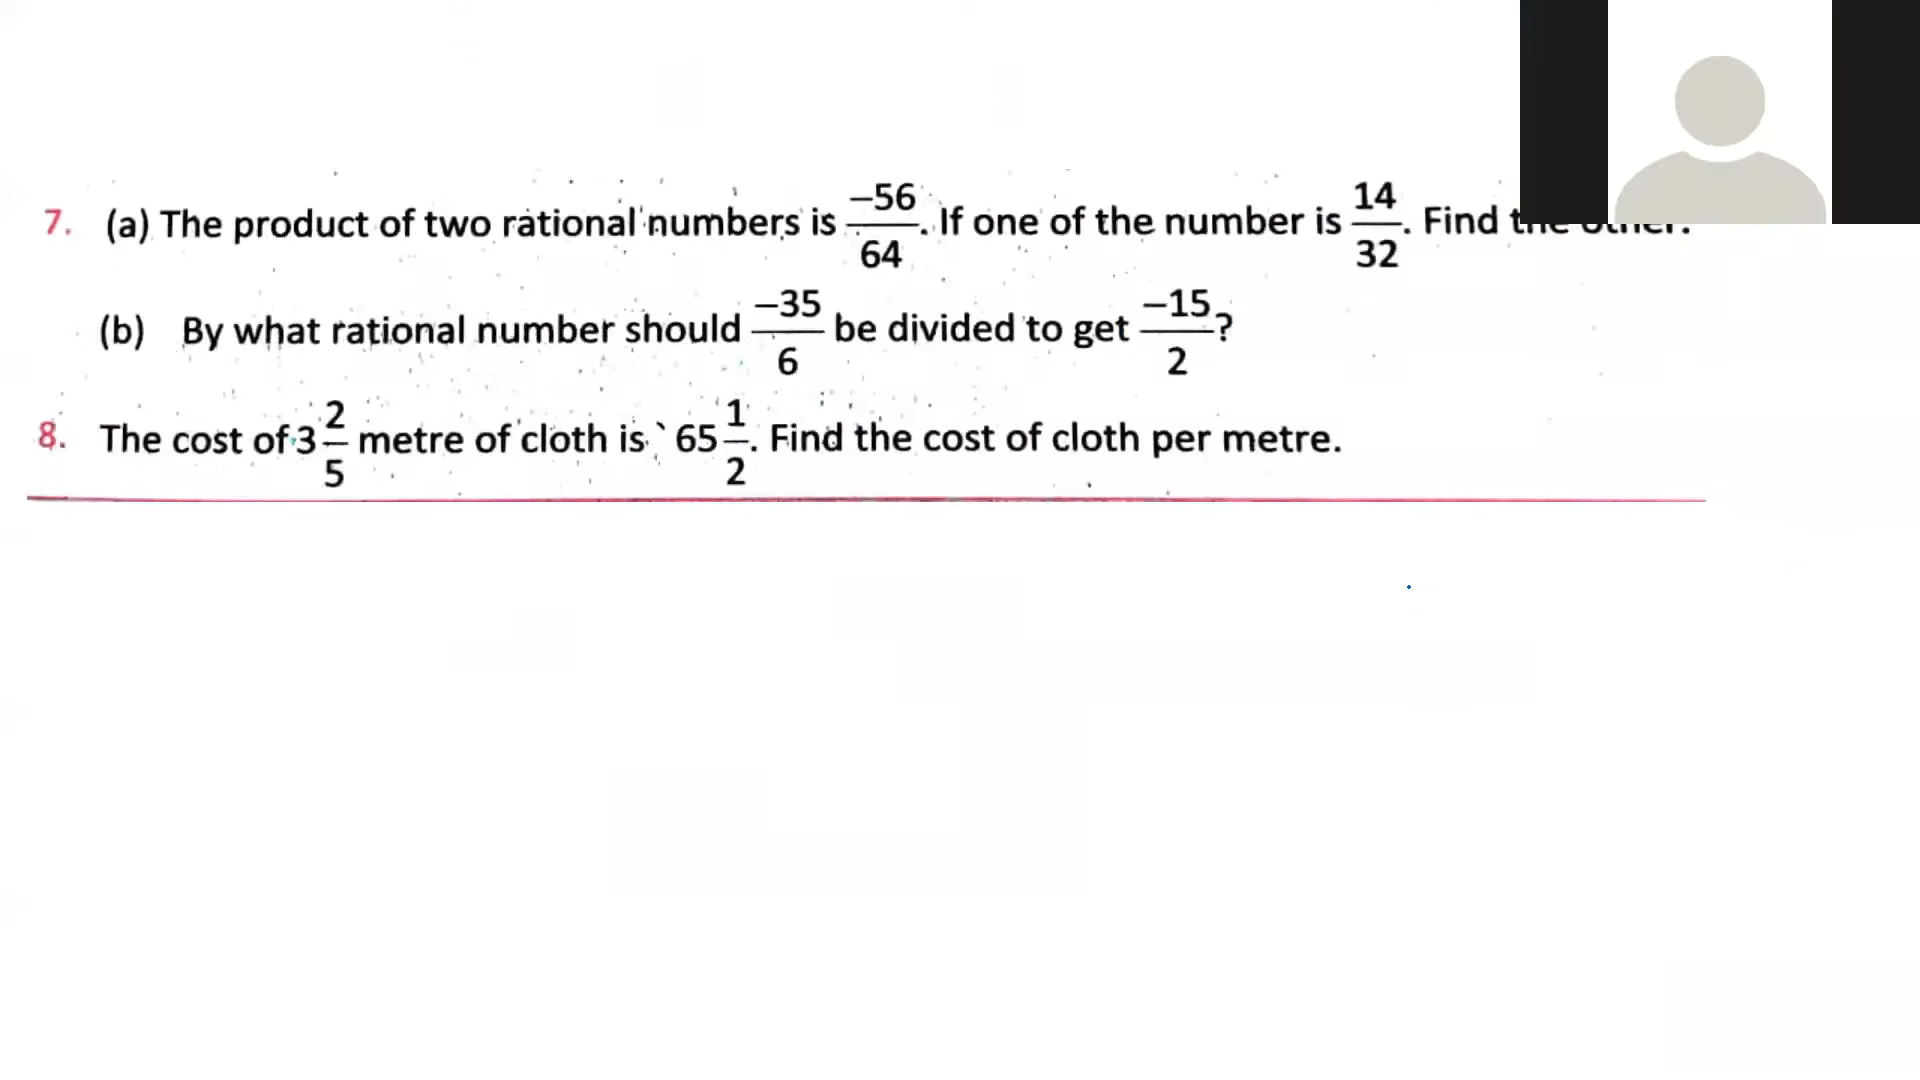 7. (a) The product of two rational numbers is −56/64. If one of the number is 14/32. Find the other.
(b) By what rational number should −35/6 be divided to get −15/2?
8. The cost of 3 2/5 metre of cloth is ` 65 1/2. Find the cost of cloth per metre.